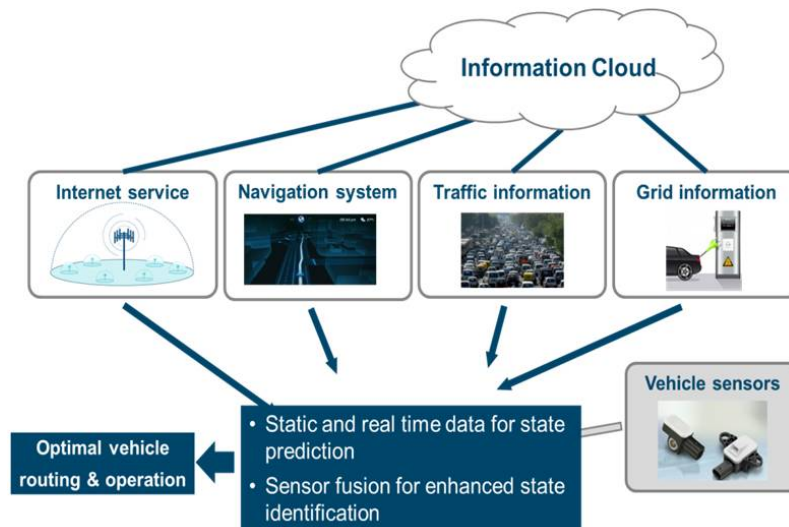 Information Cloud
Internet service
Navigation system
Traffic information
Grid information
Vehicle sensors
• Static and real time data for state
prediction
• Sensor fusion for enhanced state
identification
Optimal vehicle
routing & operation